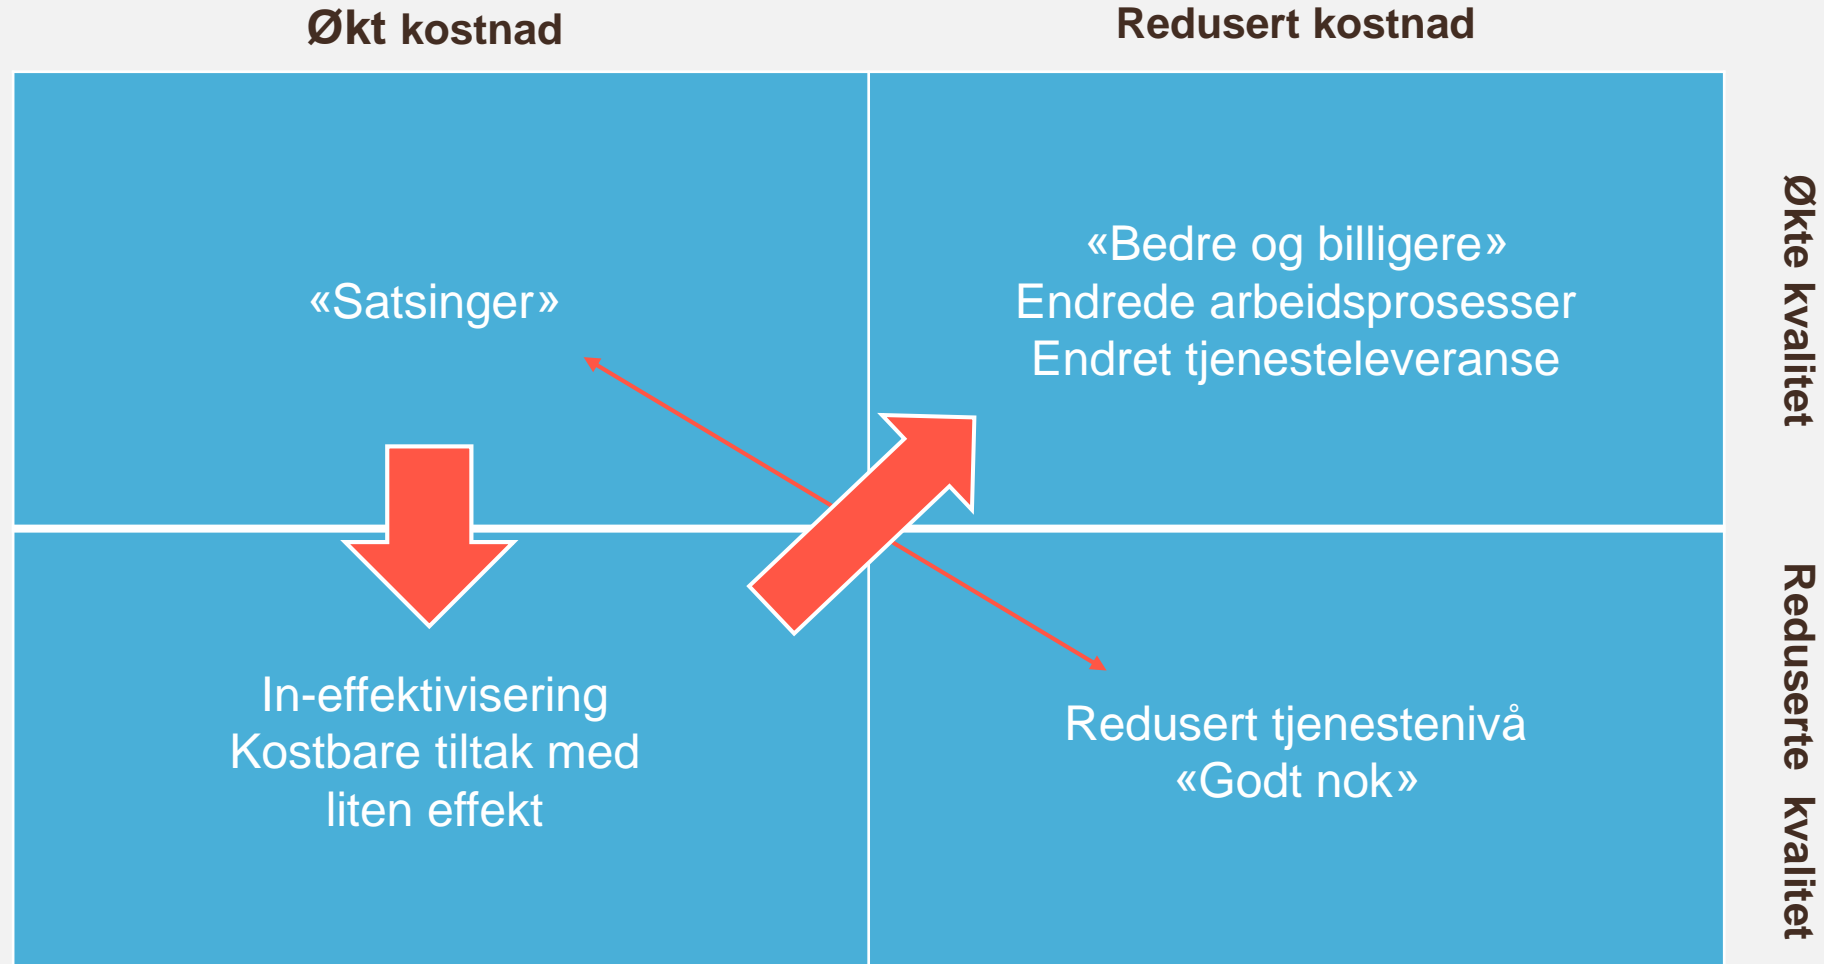 Økt kostnad
Redusert kostnad
«Satsinger»
«Bedre og billigere»
Endrede arbeidsprosesser
Endret tjenesteleveranse
Økte kvalitet
In-effektivisering
Kostbare tiltak med
liten effekt
Redusert tjenestenivå
«Godt nok»
Reduserte kvalitet